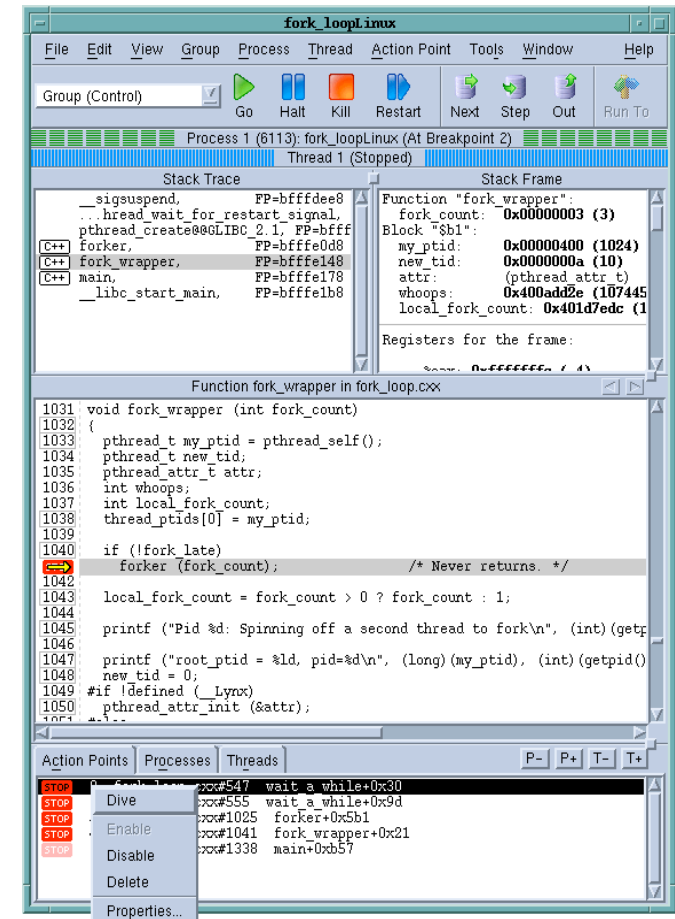 fork_loopLinux
File Edit View Group Process Thread Action Point Tools Window Help
Group (Control)
Go Halt Kill Restart Next Step Out Run To
Process 1 (6113): fork_loopLinux (At Breakpoint 2)
Thread 1 (Stopped)
Stack Trace
__sigsuspend, FP=bfffdee8
...hread_wait_for_restart_signal,
pthread_create@@GLIBC_2.1, FP=bfff
C++ forker, FP=bfffe0d8
C++ fork_wrapper, FP=bfffe148
C++ main, FP=bfffe178
__libc_start_main, FP=bfffe1b8
Stack Frame
Function "fork_wrapper":
fork_count: 0x00000003 (3)
Block "$b1":
my_ptid: 0x00000400 (1024)
new_tid: 0x0000000a (10)
attr: (pthread_attr_t)
whoops: 0x400add2e (107445
local_fork_count: 0x401d7edc (1
Registers for the frame:
Function fork_wrapper in fork_loop.cxx
1031 void fork_wrapper (int fork_count)
1032 {
1033 pthread_t my_ptid = pthread_self();
1034 pthread_t new_tid;
1035 pthread_attr_t attr;
1036 int whoops;
1037 int local_fork_count;
1038 thread_ptids[0] = my_ptid;
1039
1040 if (!fork_late)
forker (fork_count); /* Never returns. */
1042
1043 local_fork_count = fork_count > 0 ? fork_count : 1;
1044
1045 printf ("Pid %d: Spinning off a second thread to fork\n", (int)(getp
1046
1047 printf ("root_ptid = %ld, pid=%d\n", (long)(my_ptid), (int)(getpid()
1048 new_tid = 0;
1049 #if !defined (__Lynx)
1050 pthread_attr_init (&attr);
1051 #else
Action Points Processes Threads P- P+ T- T+
STOP wait_a_while+0x30
STOP cxx#555 wait_a_while+0x9d
STOP cxx#1025 forker+0x5b1
STOP cxx#1041 fork_wrapper+0x21
STOP cxx#1338 main+0xb57
Dive
Enable
Disable
Delete
Properties...